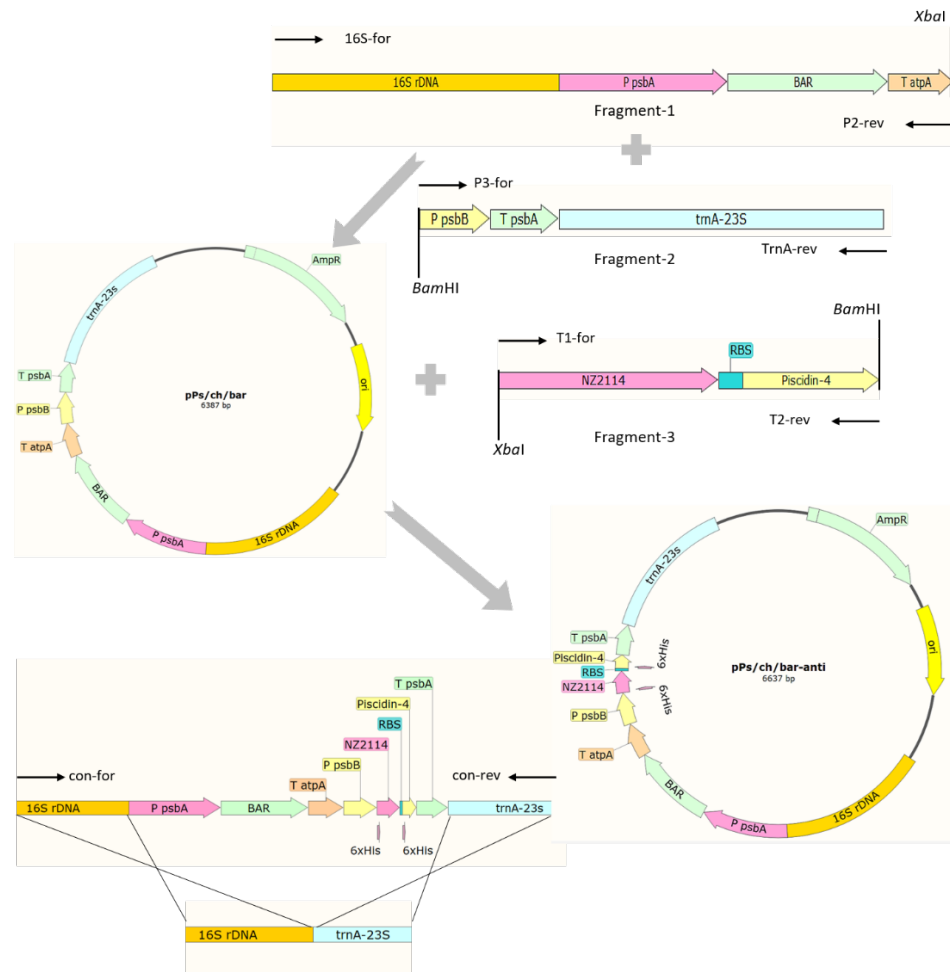 XbaI
16S-for
16S rDNA
P psbA
BAR
T atpA
Fragment-1
P2-rev
P3-for
P psbB
T psbA
trnA-23S
Fragment-2
TrnA-rev
BamHI
BamHI
T1-for
RBS
NZ2114
Piscidin-4
T2-rev
Fragment-3
XbaI
AmpR
trnA-23s
ori
T psbA
P psbB
T atpA
BAR
P psbA
16S rDNA
pPs/ch/bar
6387 bp
AmpR
trnA-23s
ori
T psbA
Piscidin-4
RBS
NZ2114
6xHis
6xHis
P psbB
T atpA
BAR
P psbA
16S rDNA
pPs/ch/bar-anti
6637 bp
T psbA
Piscidin-4
RBS
NZ2114
P psbB
T atpA
con-for
con-rev
16S rDNA
P psbA
BAR
trnA-23s
6xHis
6xHis
16S rDNA
trnA-23S